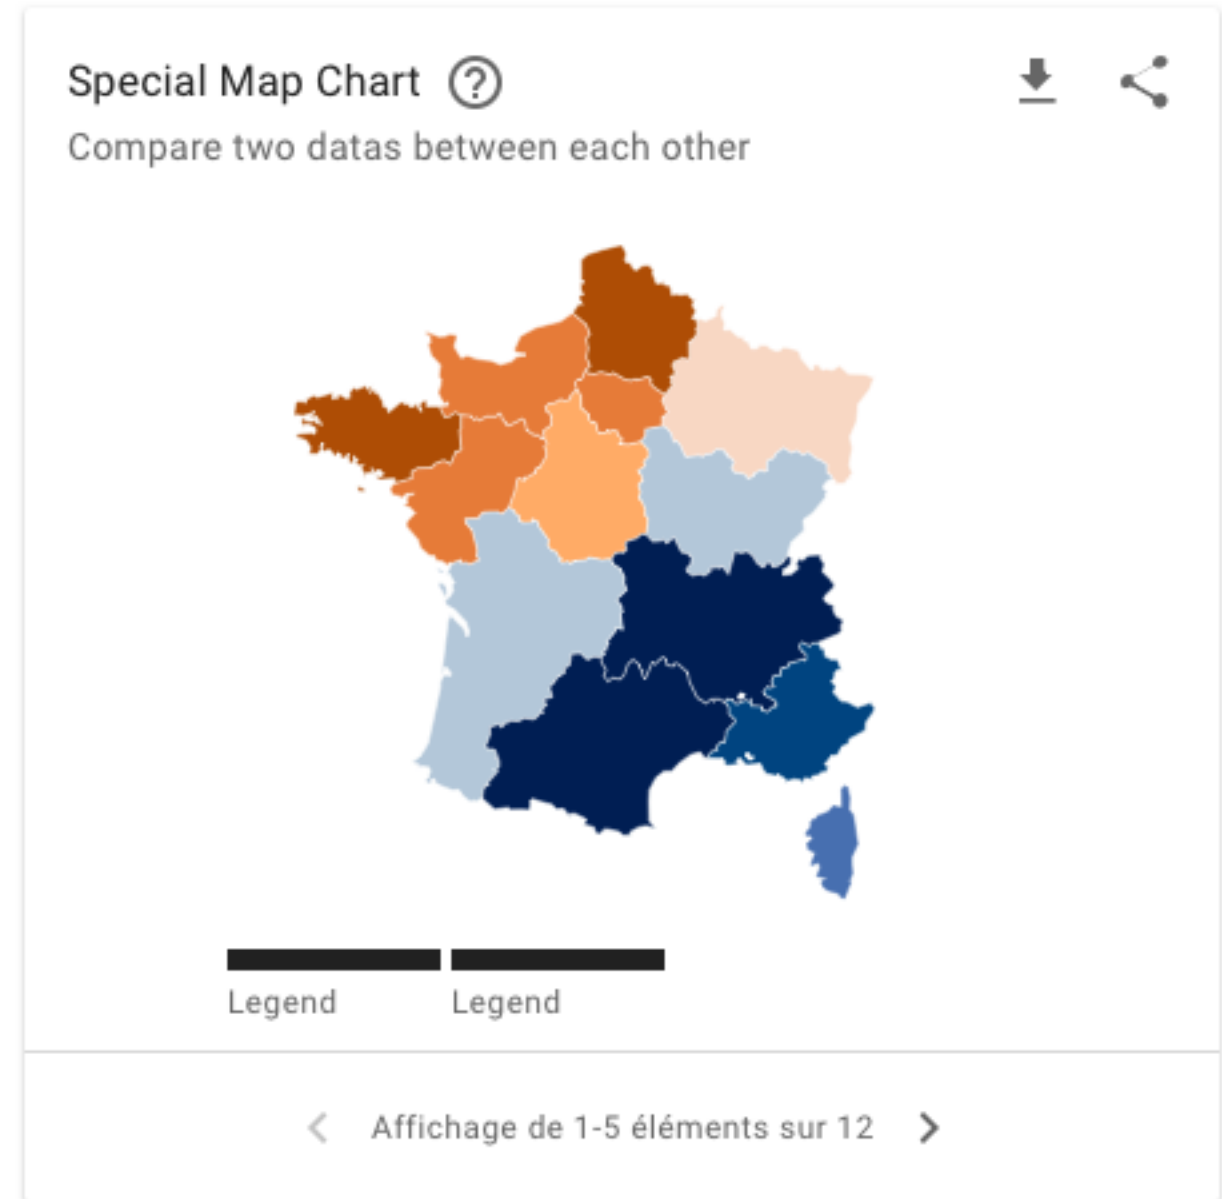 Special Map Chart ?
Compare two datas between each other
Legend Legend
Affichage de 1-5 éléments sur 12